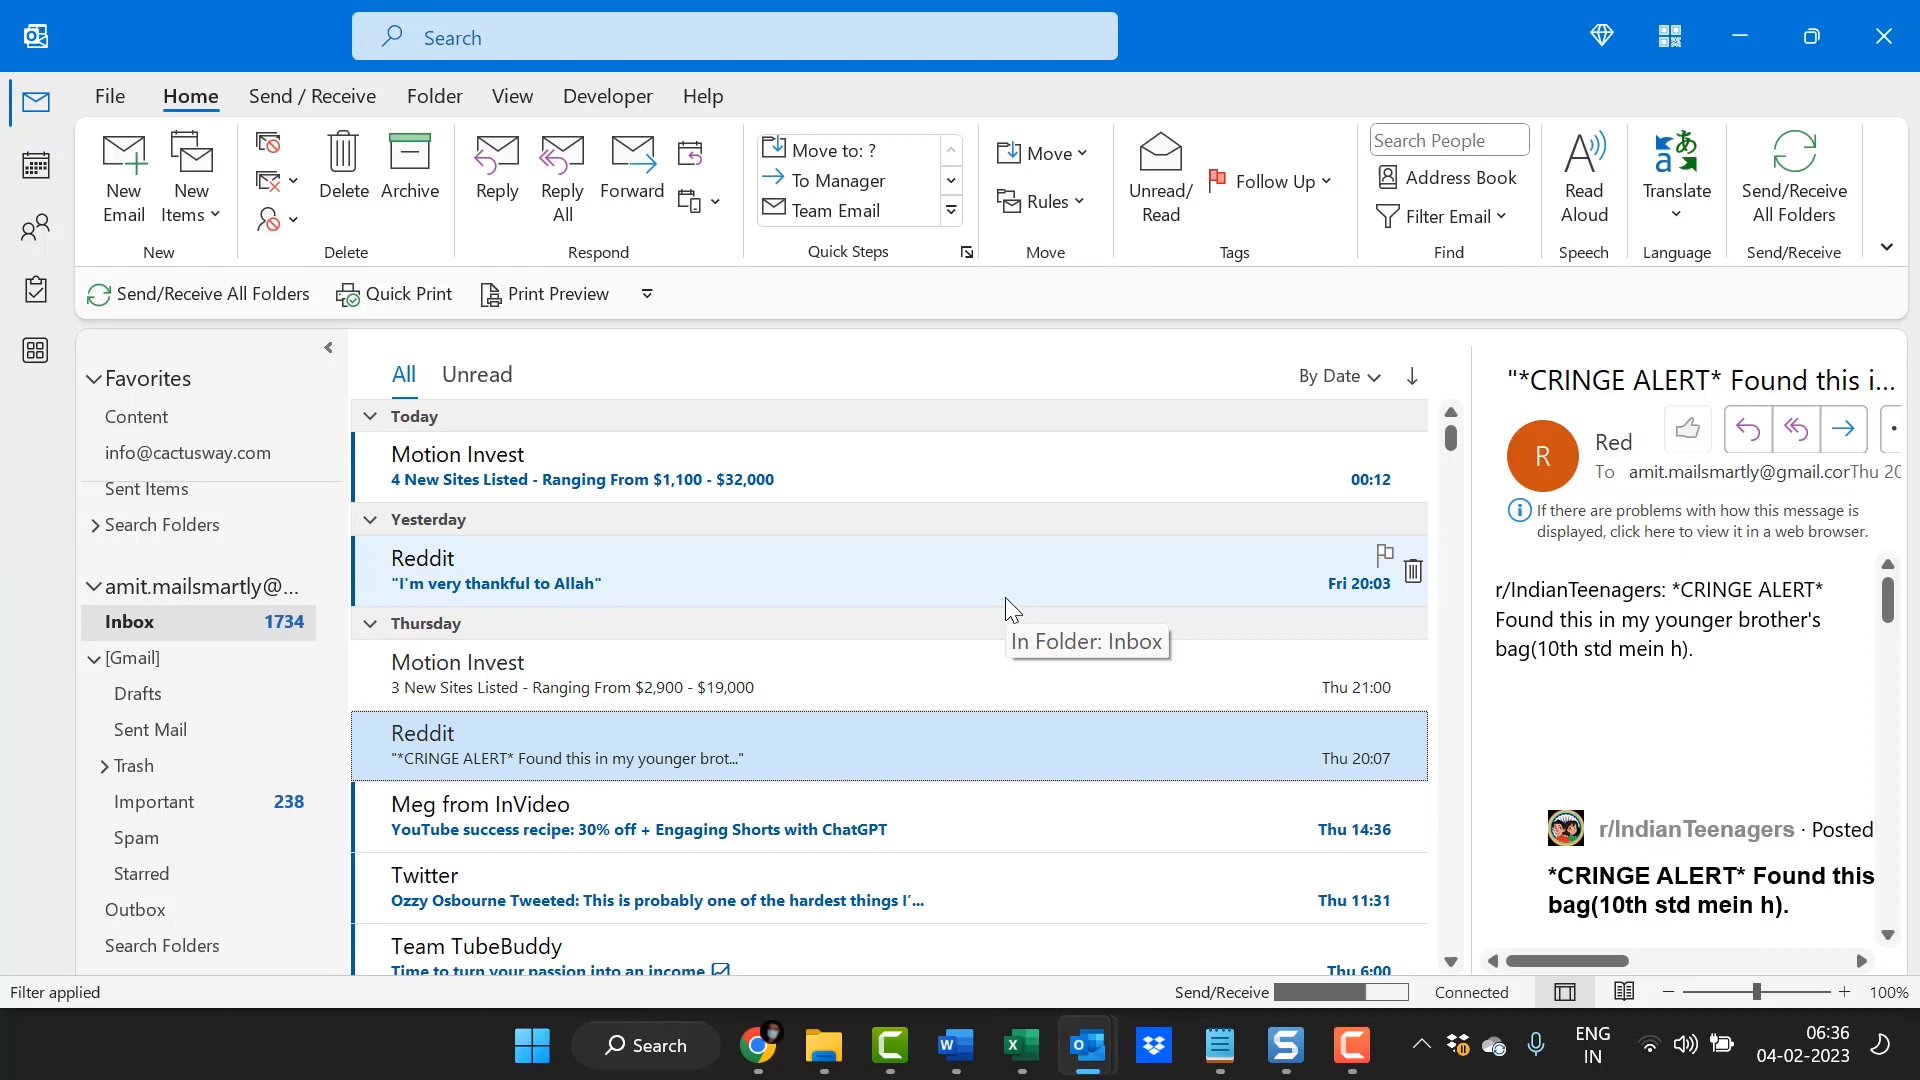 Search
File Home Send / Receive Folder View Developer Help
New Email
New Items
Delete
Archive
Reply
Reply All
Forward
Move to: ?
To Manager
Team Email
Move
Rules
Unread/ Read
Follow Up
Search People
Address Book
Filter Email
Read Aloud
Translate
Send/Receive All Folders
New Delete Respond Quick Steps Move Tags Find Speech Language Send/Receive
Send/Receive All Folders Quick Print Print Preview
Favorites
Content
info@cactusway.com
Sent Items
Search Folders
amit.mailsmartly@...
Inbox 1734
[Gmail]
Drafts
Sent Mail
Trash
Important 238
Spam
Starred
Outbox
Search Folders
All Unread By Date
Today
Motion Invest
4 New Sites Listed - Ranging From $1,100 - $32,000 00:12
Yesterday
Reddit
"I'm very thankful to Allah" Fri 20:03
Thursday
In Folder: Inbox
Motion Invest
3 New Sites Listed - Ranging From $2,900 - $19,000 Thu 21:00
Reddit
"*CRINGE ALERT* Found this in my younger brot..." Thu 20:07
Meg from InVideo
YouTube success recipe: 30% off + Engaging Shorts with ChatGPT Thu 14:36
Twitter
Ozzy Osbourne Tweeted: This is probably one of the hardest things I'... Thu 11:31
Team TubeBuddy
Time to turn your passion into an income Thu 6:00
"*CRINGE ALERT* Found this i...
R
Red
To amit.mailsmartly@gmail.cor Thu 20
If there are problems with how this message is
displayed, click here to view it in a web browser.
r/IndianTeenagers: *CRINGE ALERT*
Found this in my younger brother's
bag(10th std mein h).
r/IndianTeenagers · Posted
*CRINGE ALERT* Found this
bag(10th std mein h).
Filter applied Send/Receive Connected 100%
Search
ENG
IN
06:36
04-02-2023